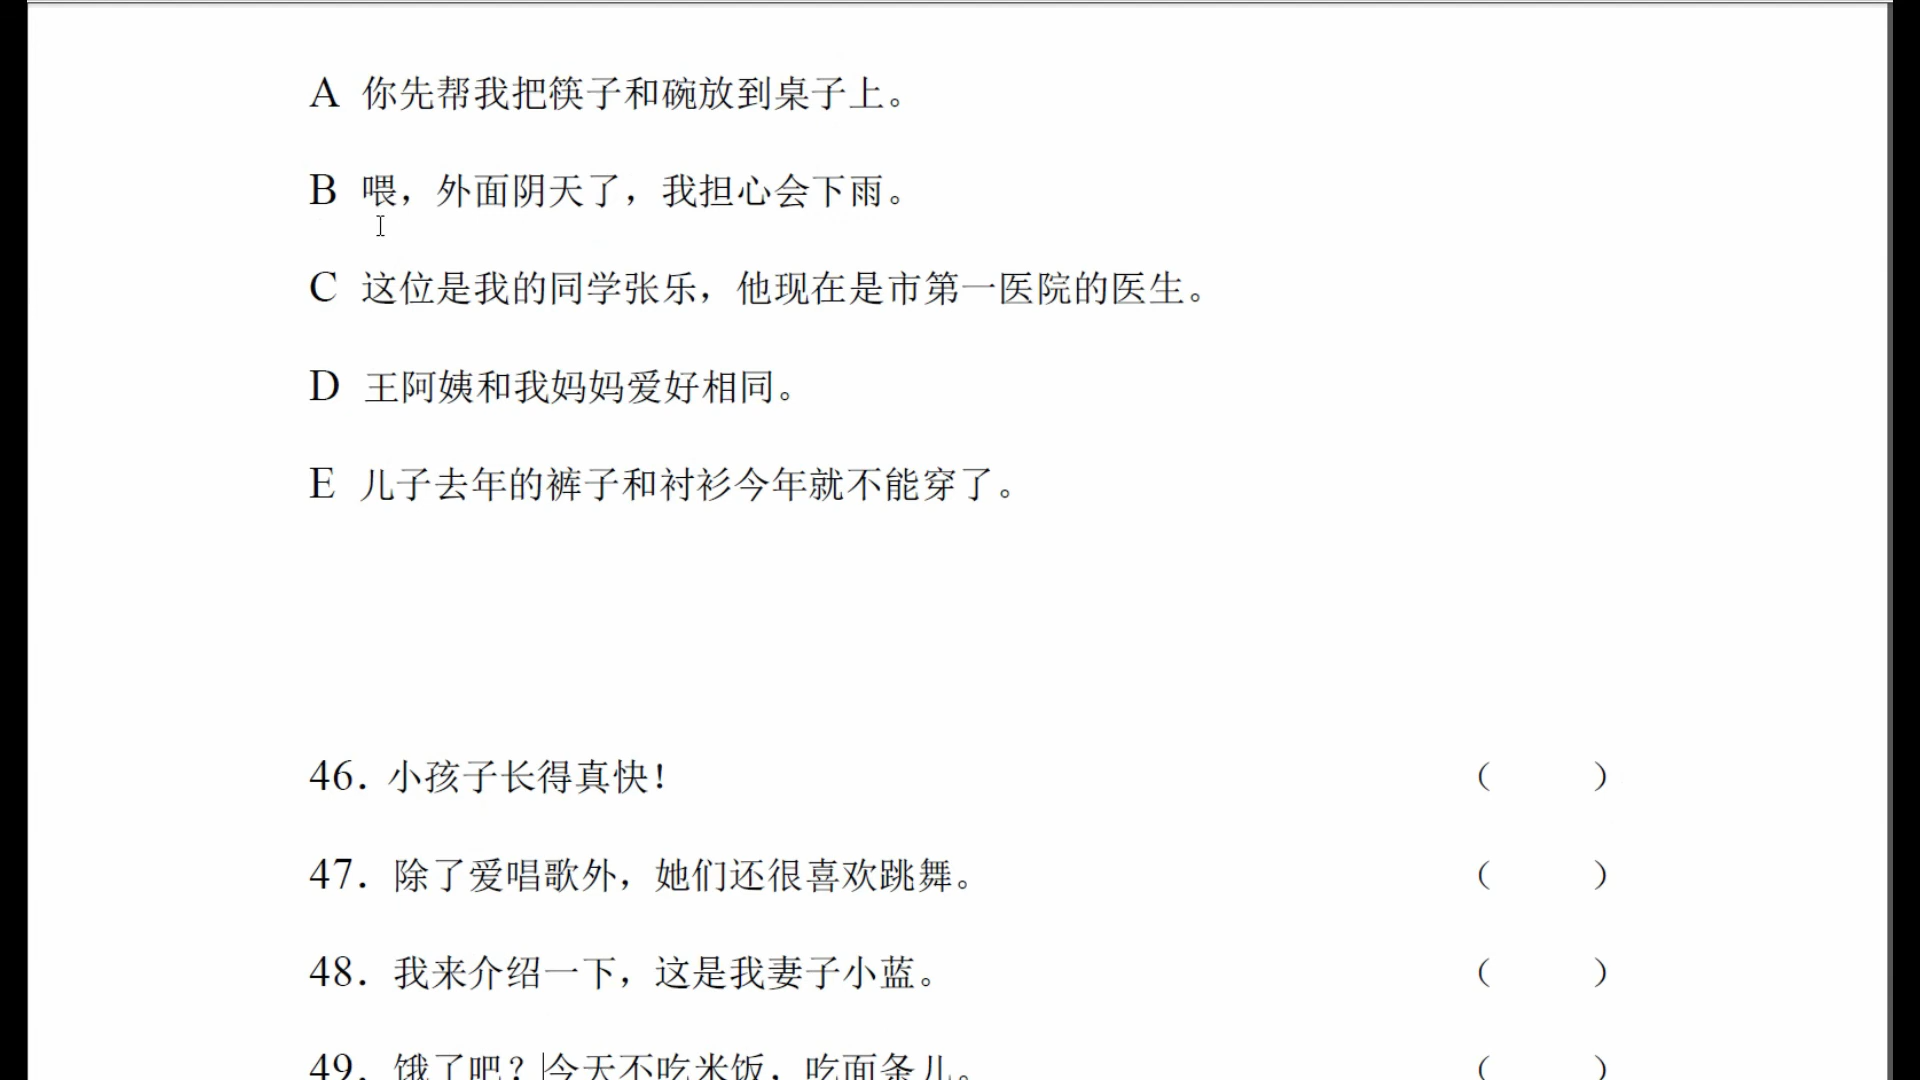 A 你先帮我把筷子和碗放到桌子上。
B 喂，外面阴天了，我担心会下雨。
C 这位是我的同学张乐，他现在是市第一医院的医生。
D 王阿姨和我妈妈爱好相同。
E 儿子去年的裤子和衬衫今年就不能穿了。
46．小孩子长得真快！ （ ）
47．除了爱唱歌外，她们还很喜欢跳舞。 （ ）
48．我来介绍一下，这是我妻子小蓝。 （ ）
49．饿了吧？今天不吃米饭，吃面条儿。 （ ）